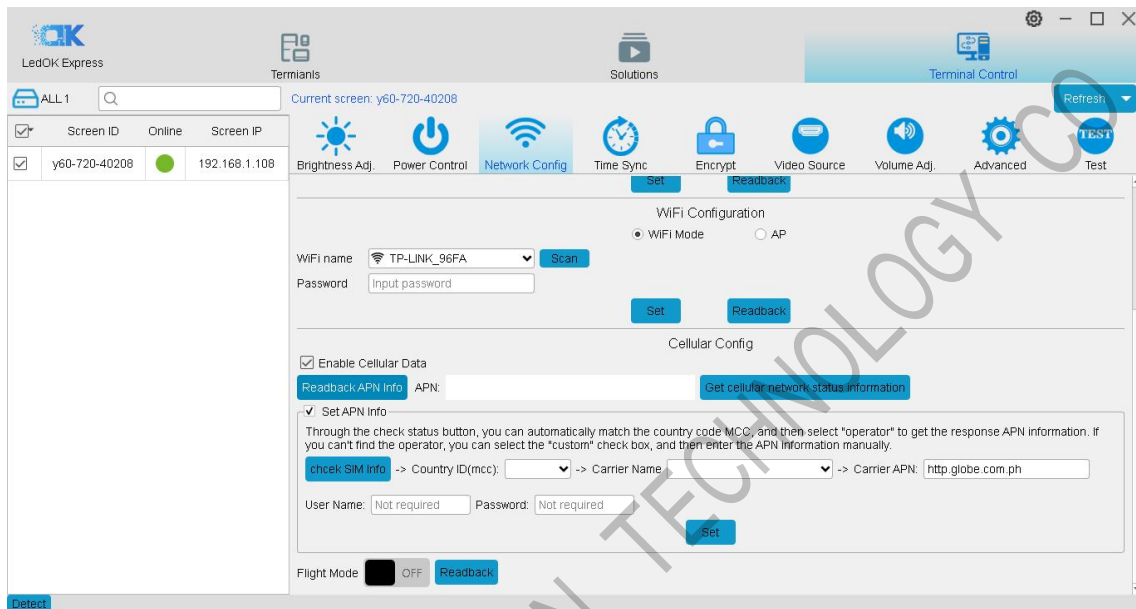 LedOK Express
Termianls
Solutions
Terminal Control
ALL 1
Current screen: y60-720-40208
Refresh
Screen ID Online Screen IP
y60-720-40208 192.168.1.108
Brightness Adj. Power Control Network Config Time Sync Encrypt Video Source Volume Adj. Advanced TEST Test
Set Readback
WiFi Configuration
WiFi Mode AP
WiFi name TP-LINK_96FA Scan
Password Input password
Set Readback
Cellular Config
Enable Cellular Data
Readback APN Info APN: Get cellular network status information
Set APN Info
Through the check status button, you can automatically match the country code MCC, and then select "operator" to get the response APN information. If
you can't find the operator, you can select the "custom" check box, and then enter the APN information manually.
chcek SIM Info -> Country ID(mcc): -> Carrier Name -> Carrier APN: http.globe.com.ph
User Name: Not required Password: Not required
Set
Flight Mode OFF Readback
Detect
TECHNOLOGY CO